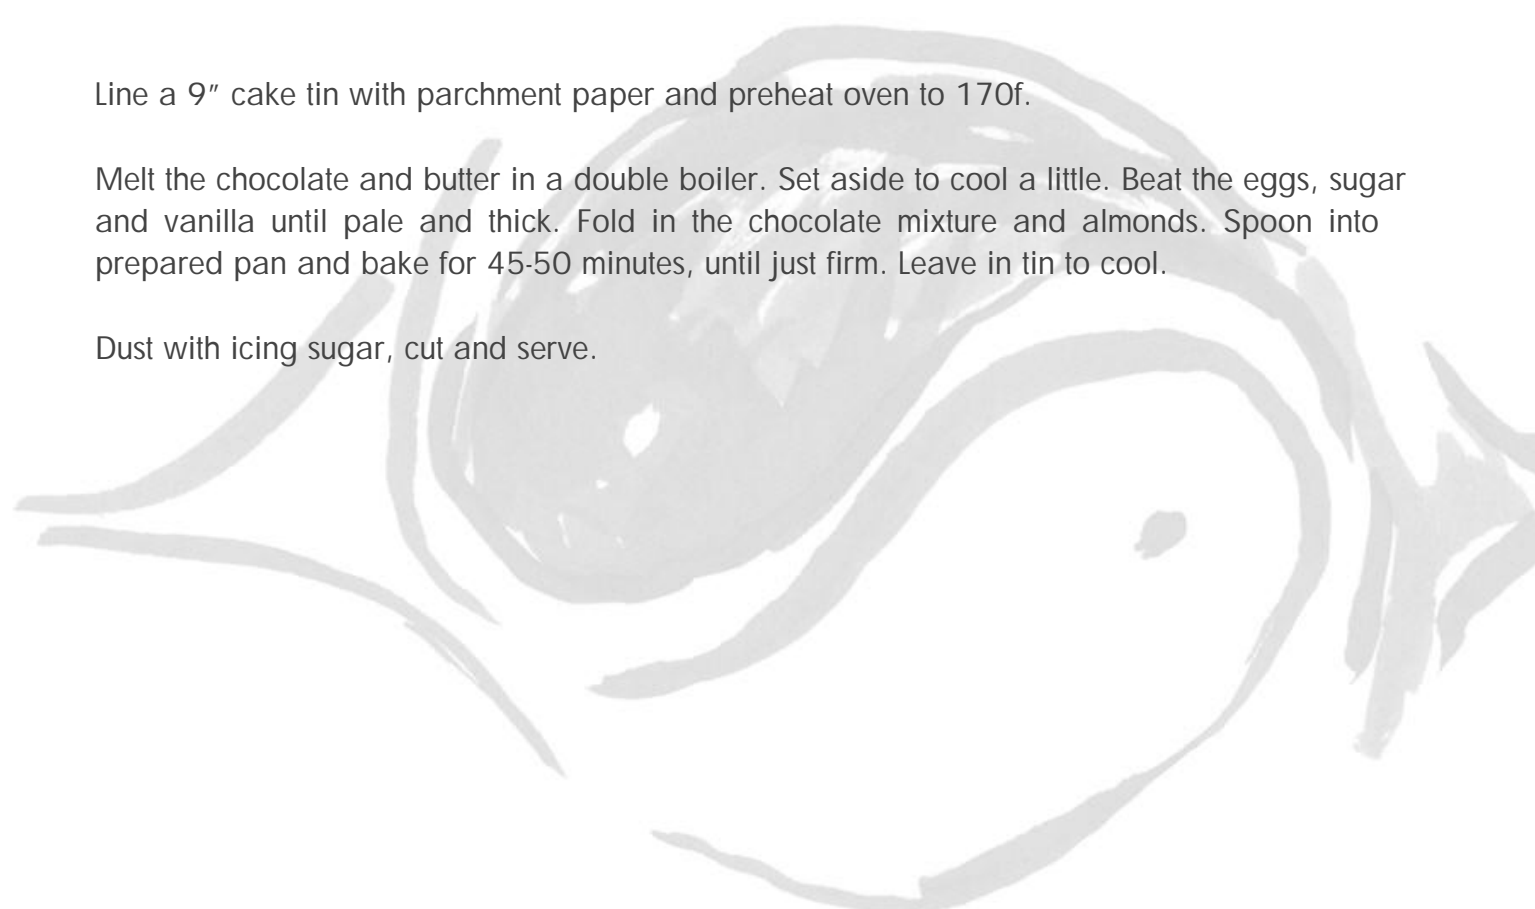 Line a 9” cake tin with parchment paper and preheat oven to 170f.
Melt the chocolate and butter in a double boiler. Set aside to cool a little. Beat the eggs, sugar
and vanilla until pale and thick. Fold in the chocolate mixture and almonds. Spoon into
prepared pan and bake for 45-50 minutes, until just firm. Leave in tin to cool.
Dust with icing sugar, cut and serve.